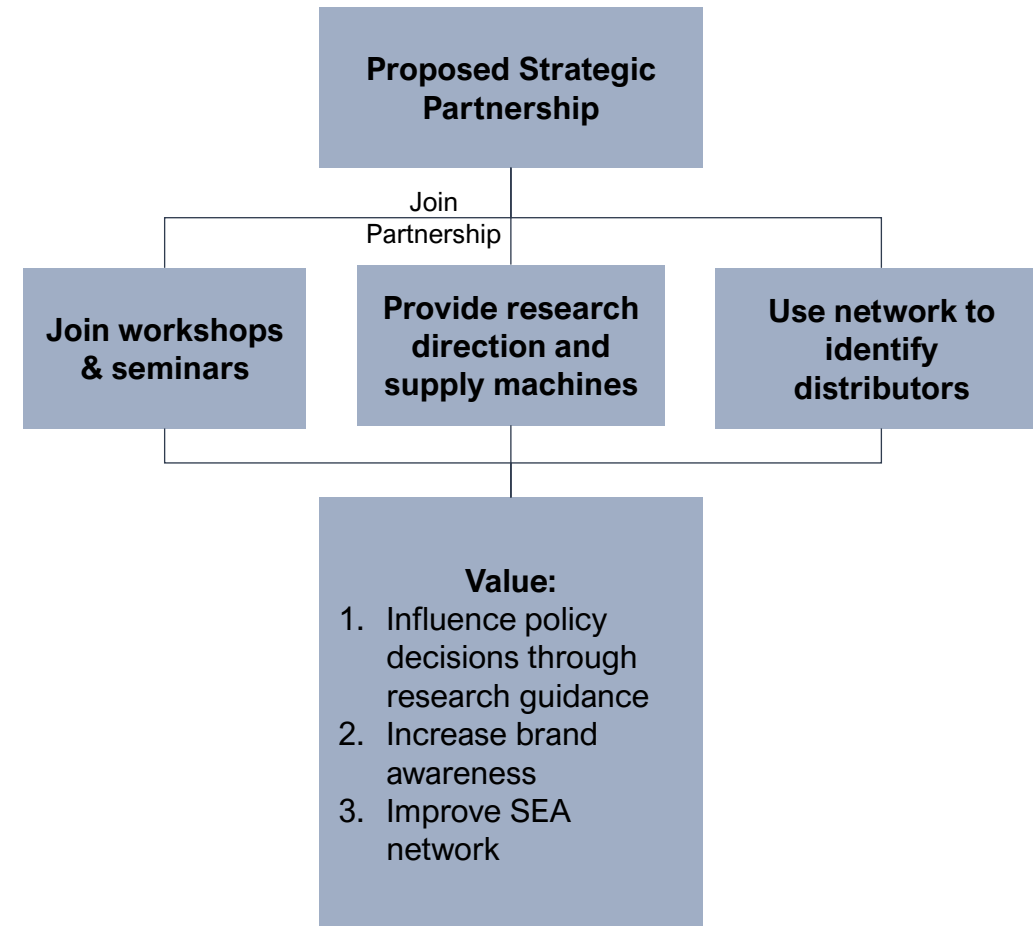 Proposed Strategic
Partnership
Join
Partnership
Join workshops
& seminars
Provide research
direction and
supply machines
Use network to
identify
distributors
Value:
1. Influence policy
decisions through
research guidance
2. Increase brand
awareness
3. Improve SEA
network